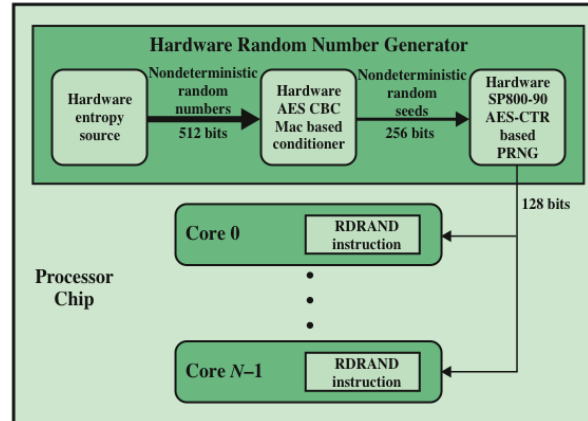 Hardware Random Number Generator
Hardware
entropy
source
Nondeterministic
random
numbers
512 bits
Hardware
AES CBC
Mac based
conditioner
Nondeterministic
random
seeds
256 bits
Hardware
SP800-90
AES-CTR
based
PRNG
128 bits
Core 0
RDRAND
instruction
Processor
Chip
Core N–1
RDRAND
instruction